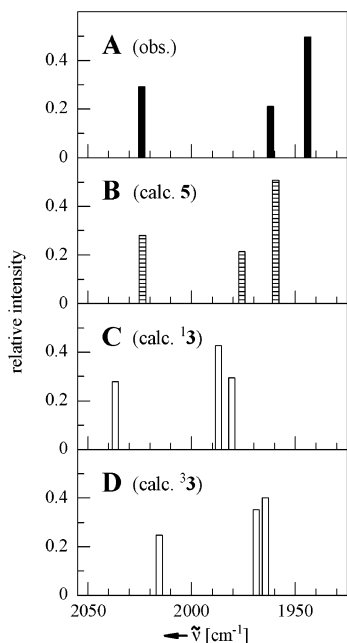 relative intensity
A (obs.)
0.4
0.2
0
B (calc. 5)
0.4
0.2
0
C (calc. ¹3)
0.4
0.2
0
D (calc. ³3)
0.4
0.2
0
2050 2000 1950
← ṽ [cm⁻¹]